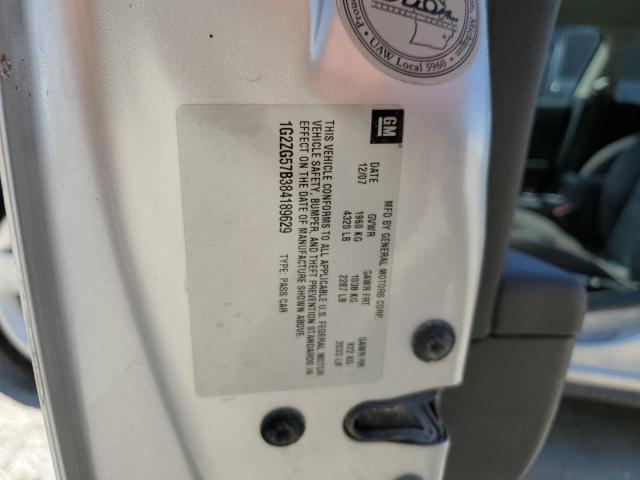 GM
MFD BY GENERAL MOTORS CORP.
DATE GVWR GAWR FRT GAWR RR
12/07 1960 KG 1038 KG 922 KG
4320 LB 2287 LB 2033 LB
THIS VEHICLE CONFORMS TO ALL APPLICABLE U.S. FEDERAL MOTOR
VEHICLE SAFETY, BUMPER, AND THEFT PREVENTION STANDARDS IN
EFFECT ON THE DATE OF MANUFACTURE SHOWN ABOVE.
1G2ZG57B384189629 TYPE: PASS CAR
UAW Local 5960
Michigan